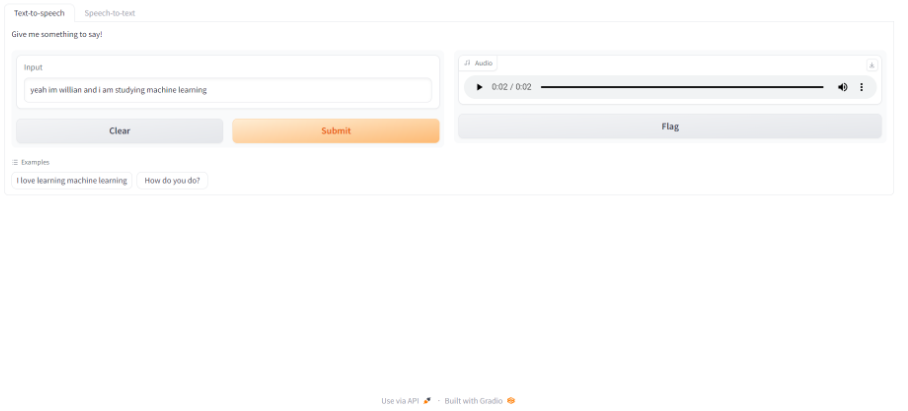 Text-to-speech Speech-to-text
Give me something to say!
Input
yeah im willian and i am studying machine learning
Clear Submit
Audio
0:02 / 0:02
Flag
Examples
I love learning machine learning How do you do?
Use via API · Built with Gradio